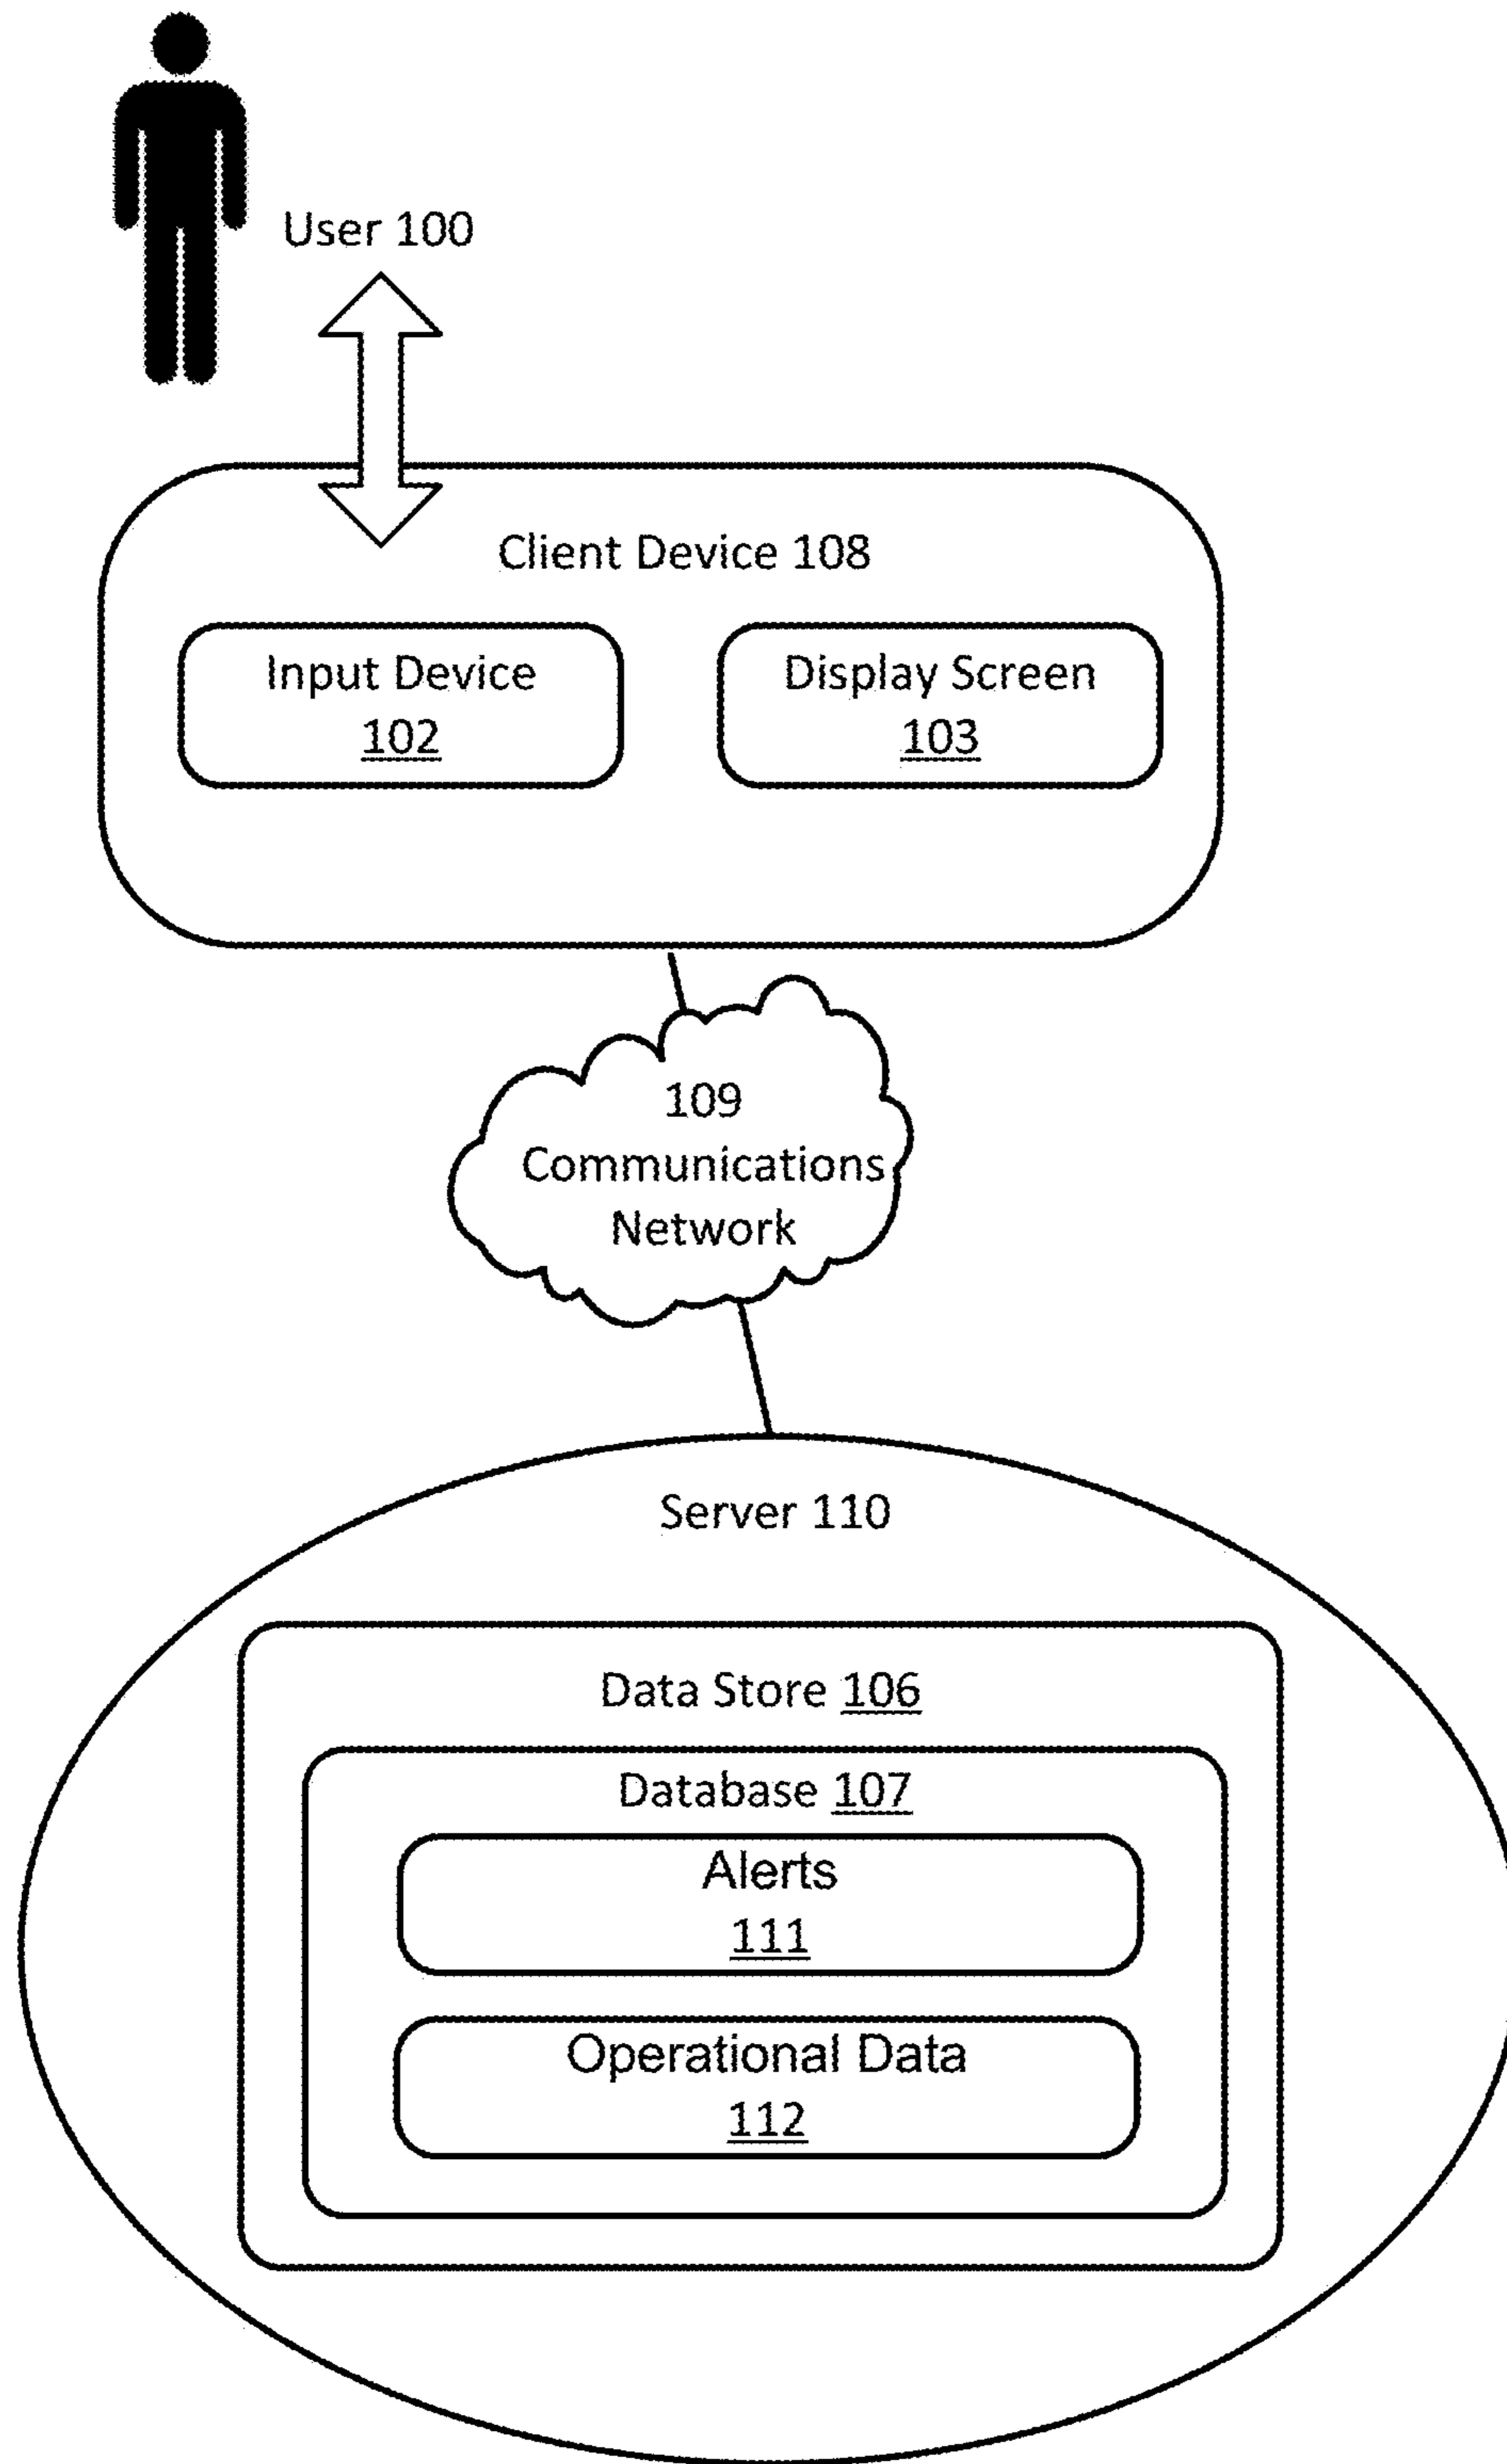 User 100
Client Device 108
Input Device
102
Display Screen
103
109
Communications
Network
Server 110
Data Store 106
Database 107
Alerts
111
Operational Data
112